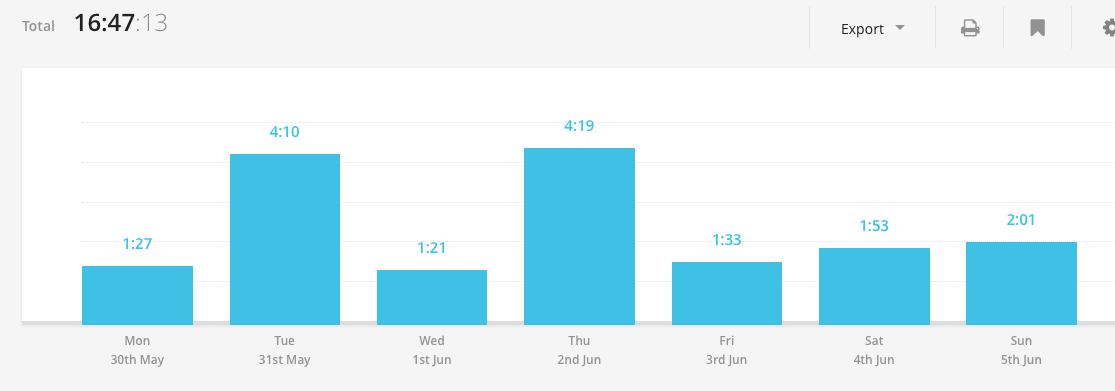 Total 16:47:13
Export
4:10
4:19
1:27
1:21
1:33
1:53
2:01
Mon Tue Wed Thu Fri Sat Sun
30th May 31st May 1st Jun 2nd Jun 3rd Jun 4th Jun 5th Jun